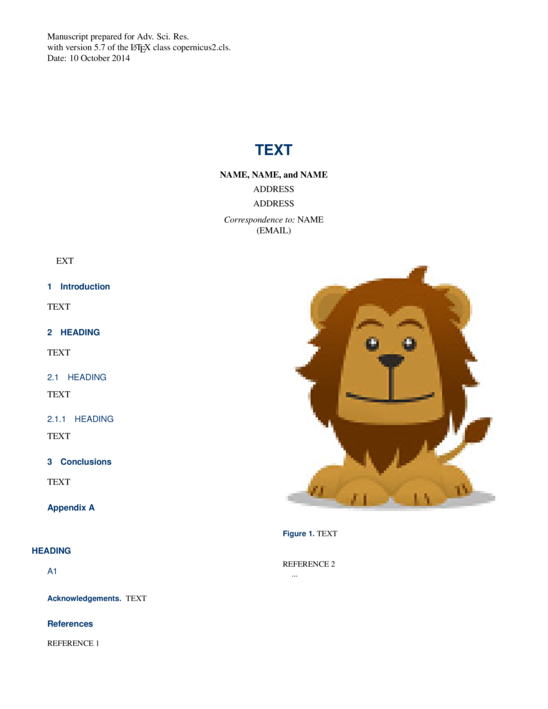 Manuscript prepared for Adv. Sci. Res.
with version 5.7 of the LATEX class copernicus2.cls.
Date: 10 October 2014
TEXT
NAME, NAME, and NAME
ADDRESS
ADDRESS
Correspondence to: NAME
(EMAIL)
EXT
1 Introduction
TEXT
2 HEADING
TEXT
2.1 HEADING
TEXT
2.1.1 HEADING
TEXT
3 Conclusions
TEXT
Appendix A
HEADING
A1
Acknowledgements. TEXT
References
REFERENCE 1
Figure 1. TEXT
REFERENCE 2
...